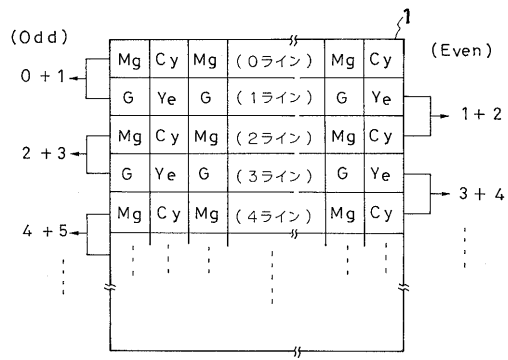 1
(Odd)
(Even)
Mg Cy Mg (0ライン) Mg Cy
0+1
G Ye G (1ライン) G Ye
1+2
Mg Cy Mg (2ライン) Mg Cy
2+3
G Ye G (3ライン) G Ye
3+4
Mg Cy Mg (4ライン) Mg Cy
4+5